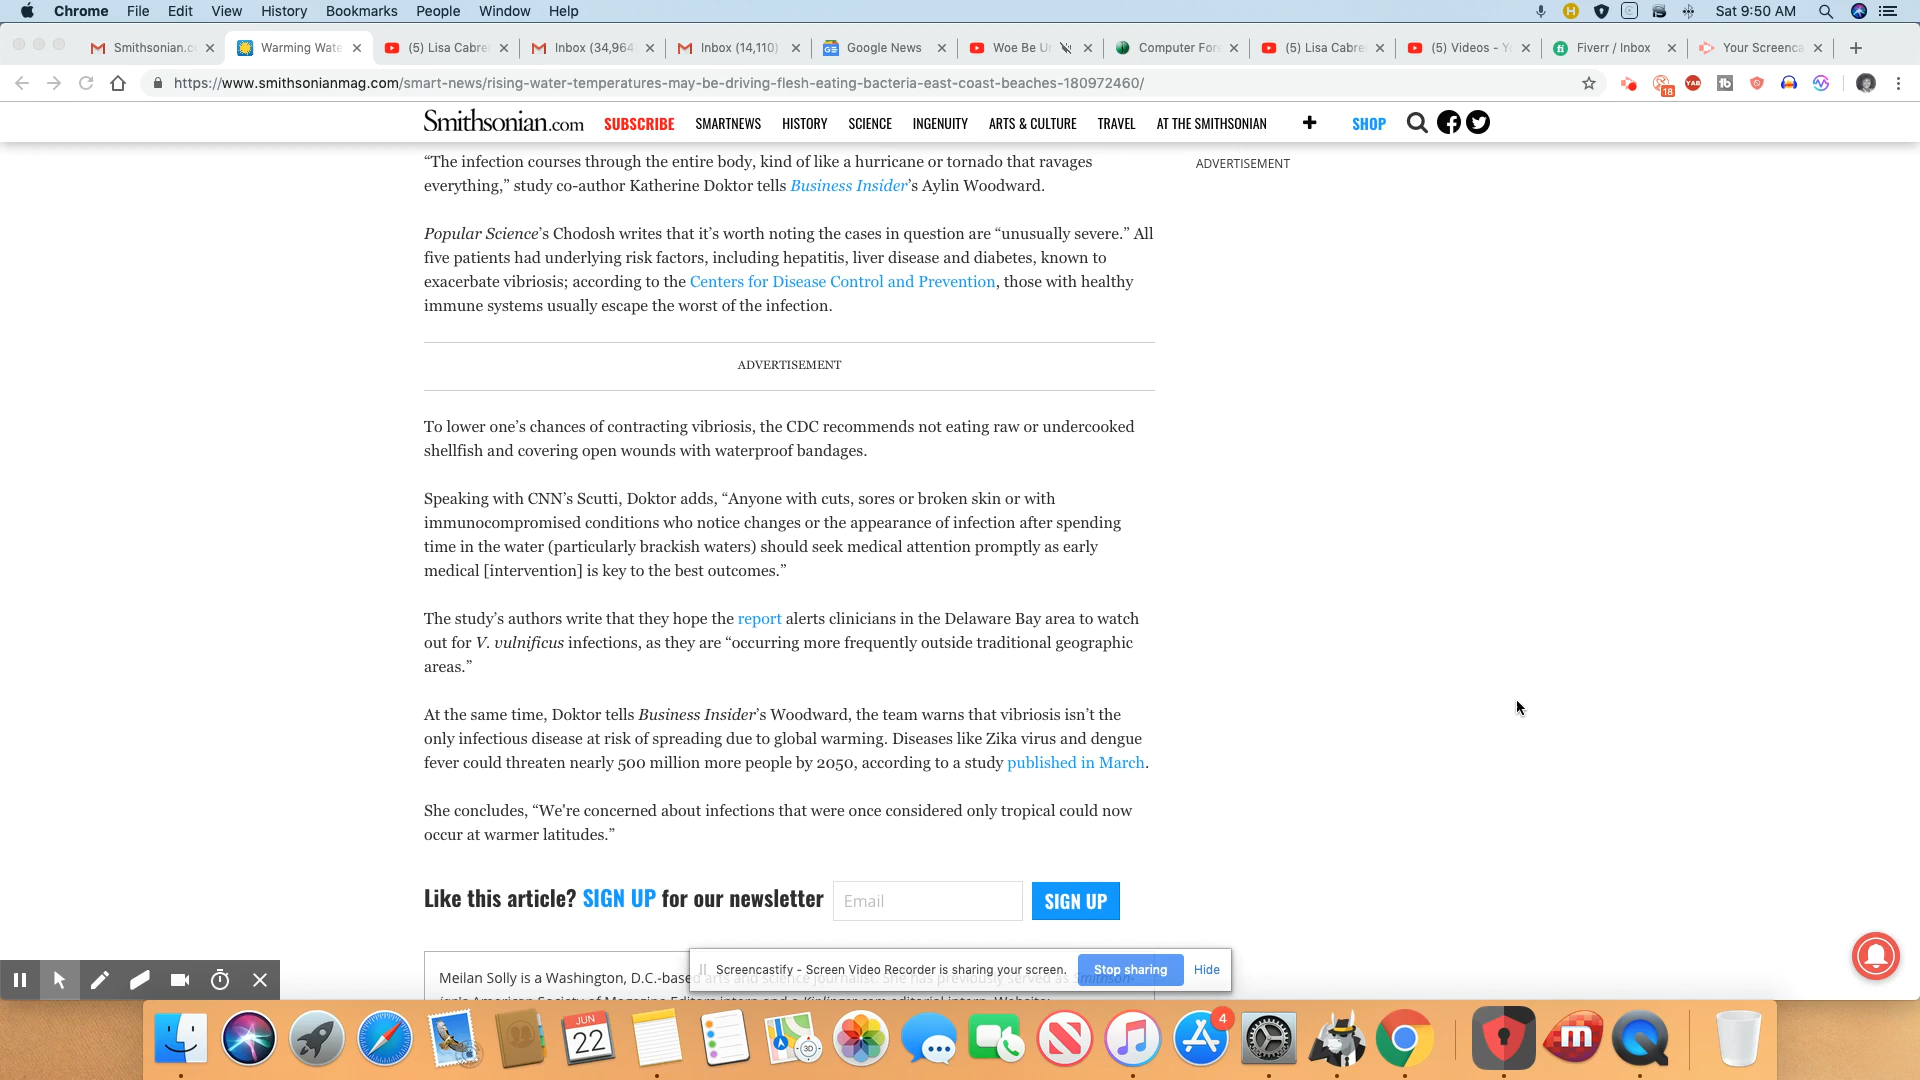 Chrome File Edit View History Bookmarks People Window Help Sat 9:50 AM
Smithsonian.c Warming Wate (5) Lisa Cabre Inbox (34,964 Inbox (14,110) Google News Woe Be U Computer Fore (5) Lisa Cabre (5) Videos - Y Fiverr / Inbox Your Screenca
https://www.smithsonianmag.com/smart-news/rising-water-temperatures-may-be-driving-flesh-eating-bacteria-east-coast-beaches-180972460/
18 YAB tb
Smithsonian.com SUBSCRIBE SMARTNEWS HISTORY SCIENCE INGENUITY ARTS & CULTURE TRAVEL AT THE SMITHSONIAN + SHOP
“The infection courses through the entire body, kind of like a hurricane or tornado that ravages
everything,” study co-author Katherine Doktor tells Business Insider’s Aylin Woodward.
ADVERTISEMENT
Popular Science’s Chodosh writes that it’s worth noting the cases in question are “unusually severe.” All
five patients had underlying risk factors, including hepatitis, liver disease and diabetes, known to
exacerbate vibriosis; according to the Centers for Disease Control and Prevention, those with healthy
immune systems usually escape the worst of the infection.
ADVERTISEMENT
To lower one’s chances of contracting vibriosis, the CDC recommends not eating raw or undercooked
shellfish and covering open wounds with waterproof bandages.
Speaking with CNN’s Scutti, Doktor adds, “Anyone with cuts, sores or broken skin or with
immunocompromised conditions who notice changes or the appearance of infection after spending
time in the water (particularly brackish waters) should seek medical attention promptly as early
medical [intervention] is key to the best outcomes.”
The study’s authors write that they hope the report alerts clinicians in the Delaware Bay area to watch
out for V. vulnificus infections, as they are “occurring more frequently outside traditional geographic
areas.”
At the same time, Doktor tells Business Insider’s Woodward, the team warns that vibriosis isn’t the
only infectious disease at risk of spreading due to global warming. Diseases like Zika virus and dengue
fever could threaten nearly 500 million more people by 2050, according to a study published in March.
She concludes, “We're concerned about infections that were once considered only tropical could now
occur at warmer latitudes.”
Like this article? SIGN UP for our newsletter Email SIGN UP
Meilan Solly is a Washington, D.C.-based arts and science journalist. She has previously served as Smithson-
Screencastify - Screen Video Recorder is sharing your screen. Stop sharing Hide
JUN
22
3D
4
m